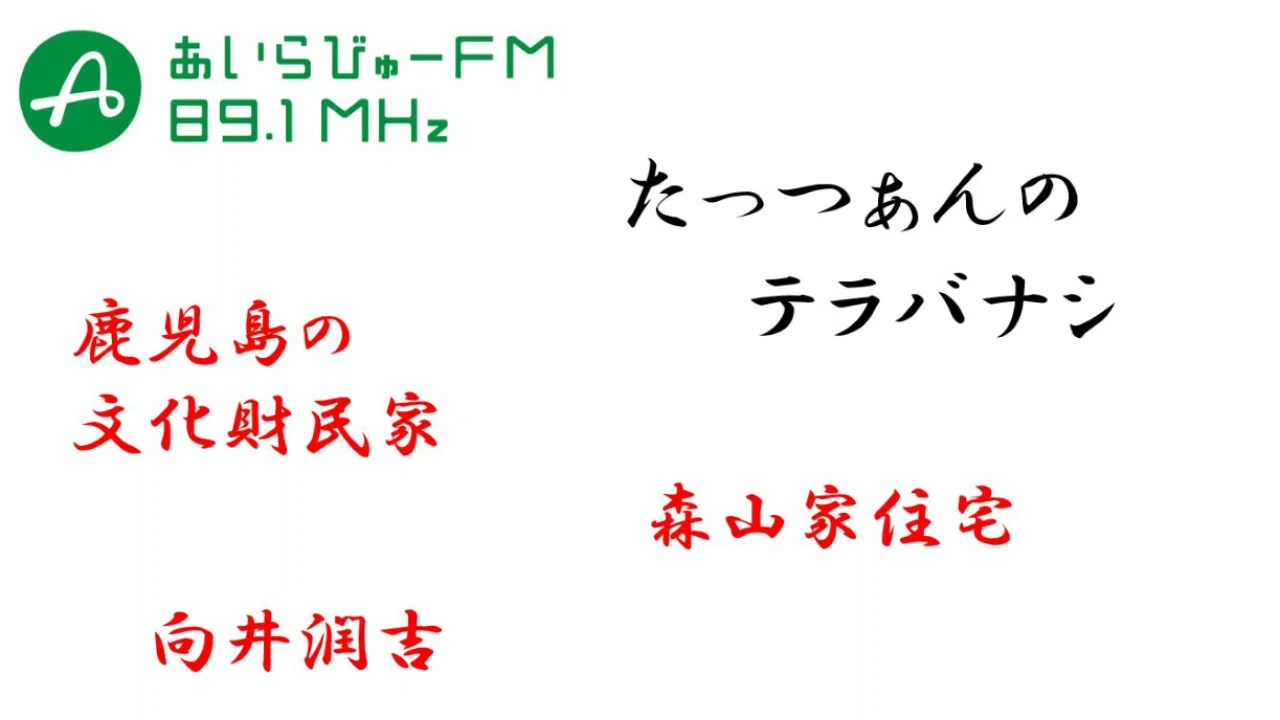 あいらびゅーFM
89.1 MHz
たっつぁんの
テラバナシ
鹿児島の
文化財民家
森山家住宅
向井潤吉